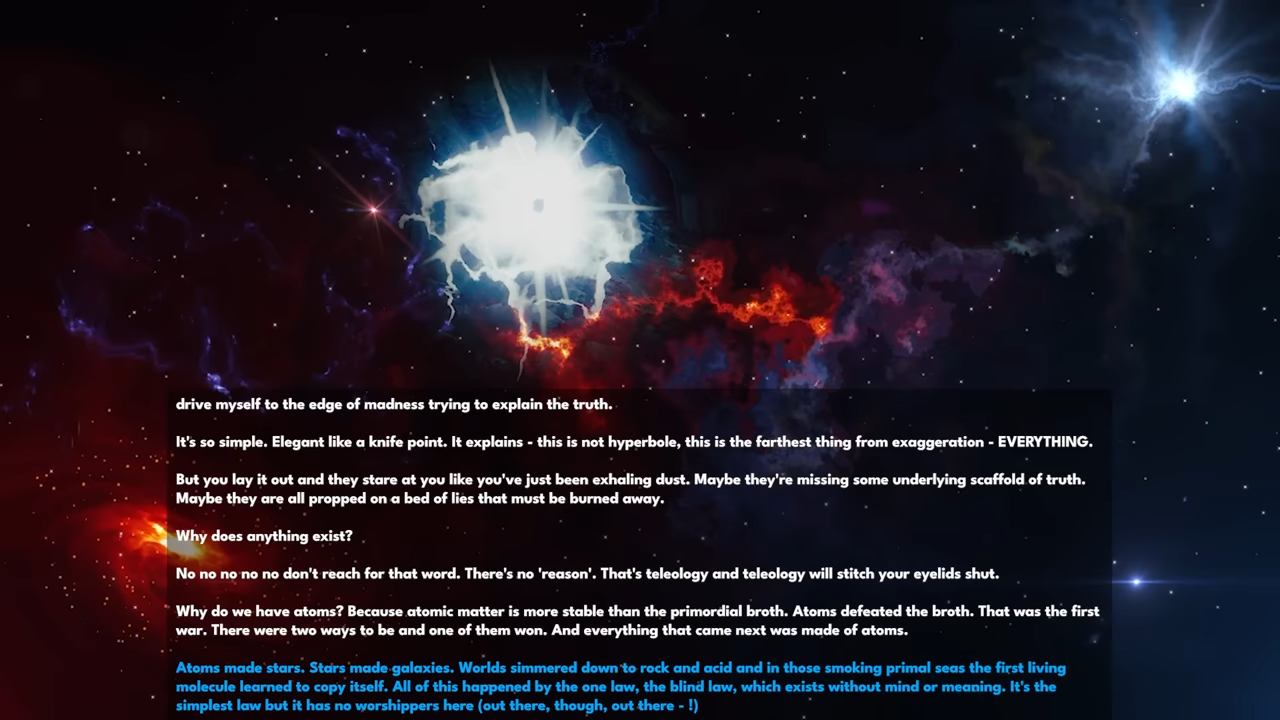 drive myself to the edge of madness trying to explain the truth.
It's so simple. Elegant like a knife point. It explains - this is not hyperbole, this is the farthest thing from exaggeration - EVERYTHING.
But you lay it out and they stare at you like you've just been exhaling dust. Maybe they're missing some underlying scaffold of truth.
Maybe they are all propped on a bed of lies that must be burned away.
Why does anything exist?
No no no no no don't reach for that word. There's no 'reason'. That's teleology and teleology will stitch your eyelids shut.
Why do we have atoms? Because atomic matter is more stable than the primordial broth. Atoms defeated the broth. That was the first
war. There were two ways to be and one of them won. And everything that came next was made of atoms.
Atoms made stars. Stars made galaxies. Worlds simmered down to rock and acid and in those smoking primal seas the first living
molecule learned to copy itself. All of this happened by the one law, the blind law, which exists without mind or meaning. It's the
simplest law but it has no worshippers here (out there, though, out there - !)